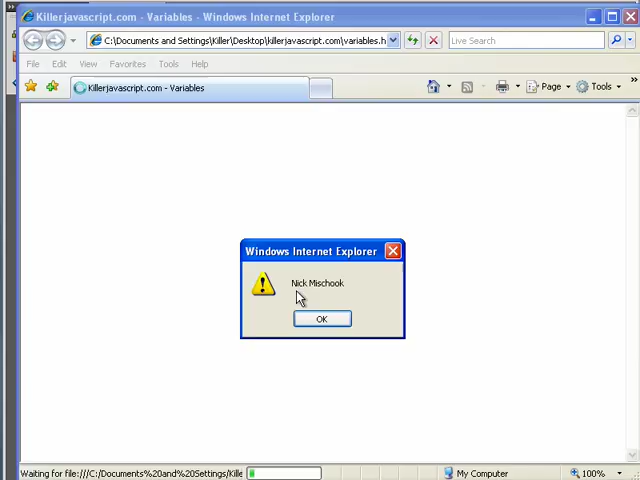 Killerjavascript.com - Variables - Windows Internet Explorer
C:\Documents and Settings\Killer\Desktop\killerjavascript.com\variables.h
Live Search
File Edit View Favorites Tools Help
Killerjavascript.com - Variables
Page
Tools
Windows Internet Explorer
Nick Mischook
OK
Waiting for file:///C:/Documents%20and%20Settings/Kille
My Computer
100%